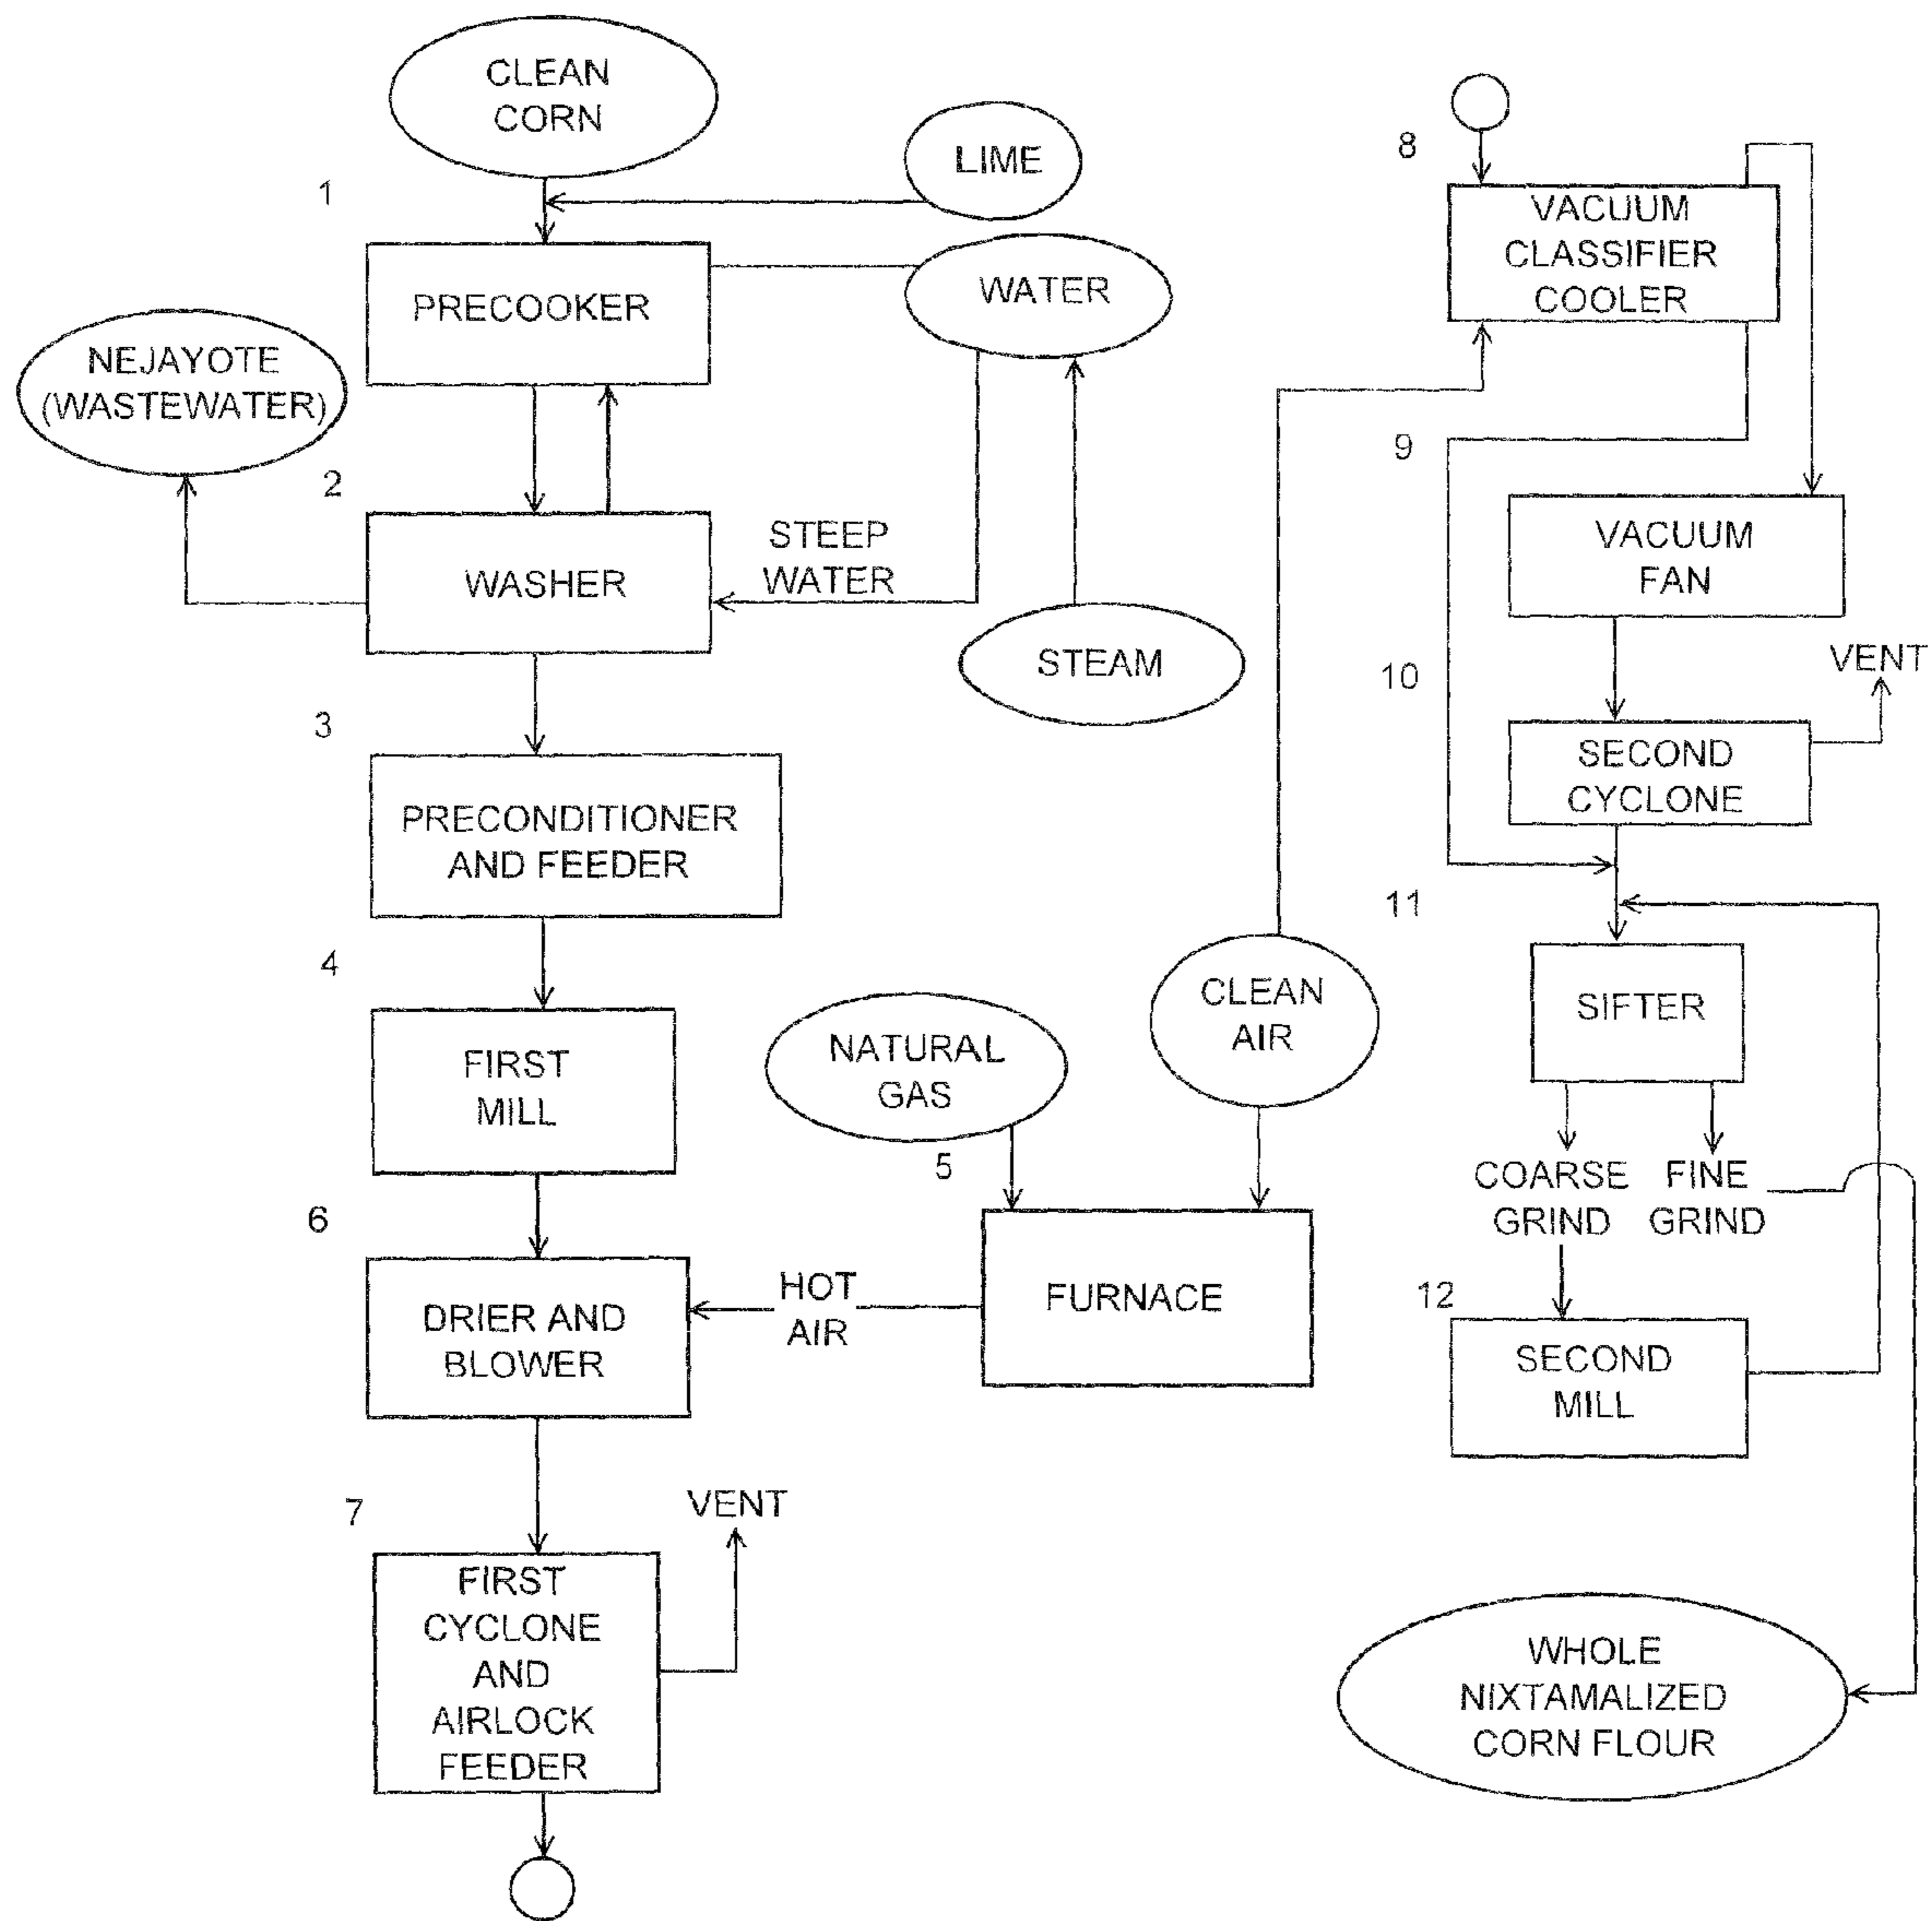 CLEAN
CORN
LIME
1
PRECOOKER
WATER
NEJAYOTE
(WASTEWATER)
2
WASHER
STEEP
WATER
STEAM
3
PRECONDITIONER
AND FEEDER
4
FIRST
MILL
NATURAL
GAS
CLEAN
AIR
5
FURNACE
6
HOT
AIR
DRIER AND
BLOWER
7
VENT
FIRST
CYCLONE
AND
AIRLOCK
FEEDER
8
VACUUM
CLASSIFIER
COOLER
9
VACUUM
FAN
10
VENT
SECOND
CYCLONE
11
SIFTER
COARSE
GRIND
FINE
GRIND
12
SECOND
MILL
WHOLE
NIXTAMALIZED
CORN FLOUR